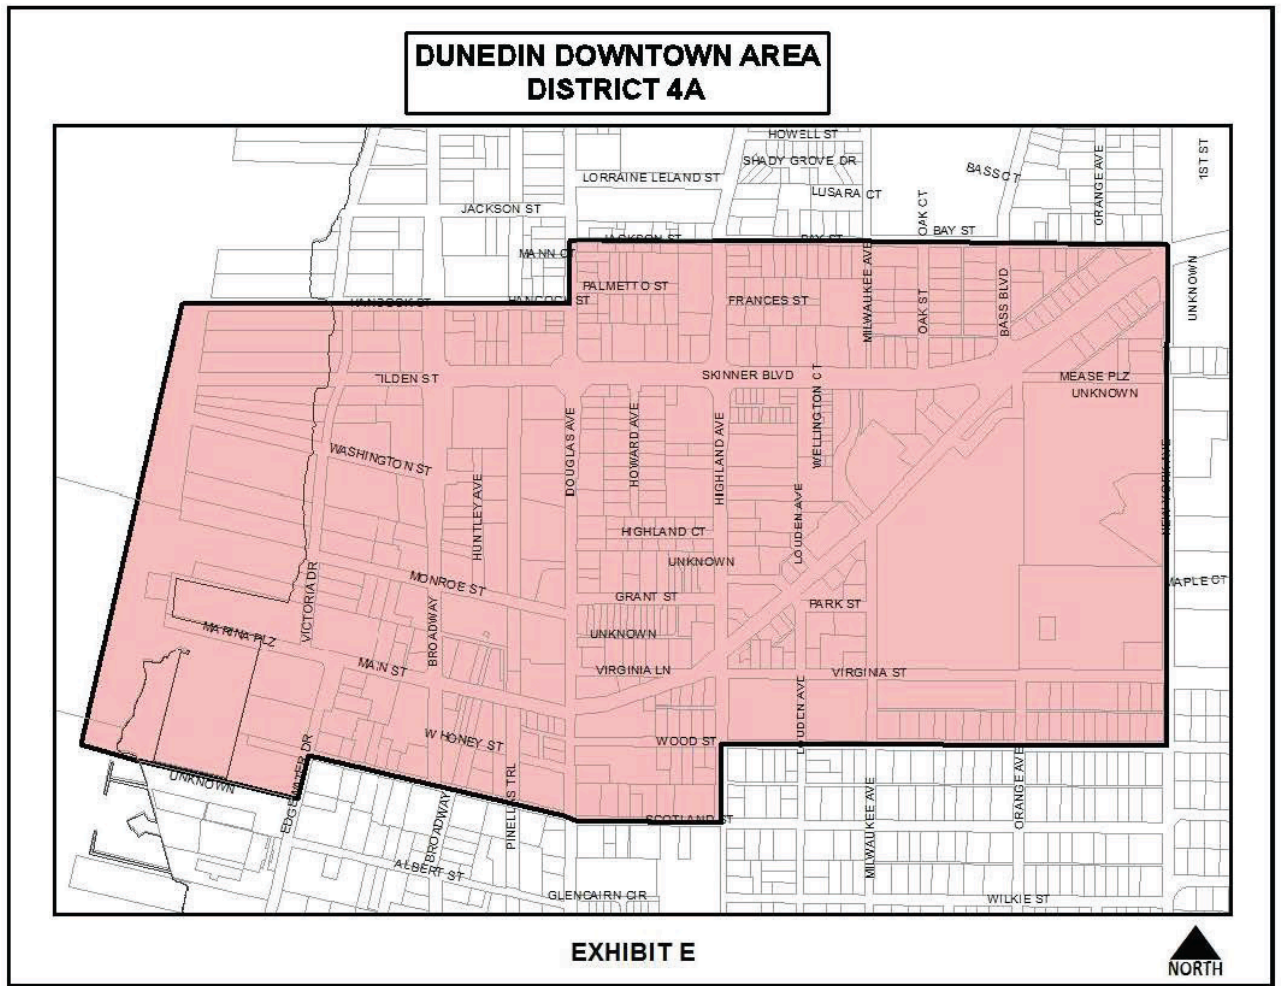 DUNEDIN DOWNTOWN AREA
DISTRICT 4A
HOWELL ST
SHADY GROVE DR
LORRAINE LELAND ST
BASS CT
ORANGE AVE
1ST ST
LUSARA CT
JACKSON ST
OAK CT
BAY ST
JACKSON ST
BAY ST
MANN CT
PALMETTO ST
MILWAUKEE AVE
OAK ST
BASS BLVD
UNKNOWN
HANCOCK ST
HANCOCK ST
FRANCES ST
TILDEN ST
SKINNER BLVD
WELLINGTON CT
MEASE PLZ
UNKNOWN
WASHINGTON ST
DOUGLAS AVE
HOWARD AVE
HIGHLAND AVE
HUNTLEY AVE
LOUDEN AVE
NEW YORK AVE
HIGHLAND CT
UNKNOWN
MONROE ST
VICTORIA DR
GRANT ST
PARK ST
MAPLE CT
MARINA PLZ
BROADWAY
UNKNOWN
MAIN ST
VIRGINIA LN
VIRGINIA ST
LOUDEN AVE
W HONEY ST
WOOD ST
UNKNOWN
EDGEWATER DR
PINELLAS TRL
BROADWAY
SCOTLAND ST
MILWAUKEE AVE
ORANGE AVE
ALBERT ST
GLENCAIRN CIR
WILKIE ST
EXHIBIT E
NORTH